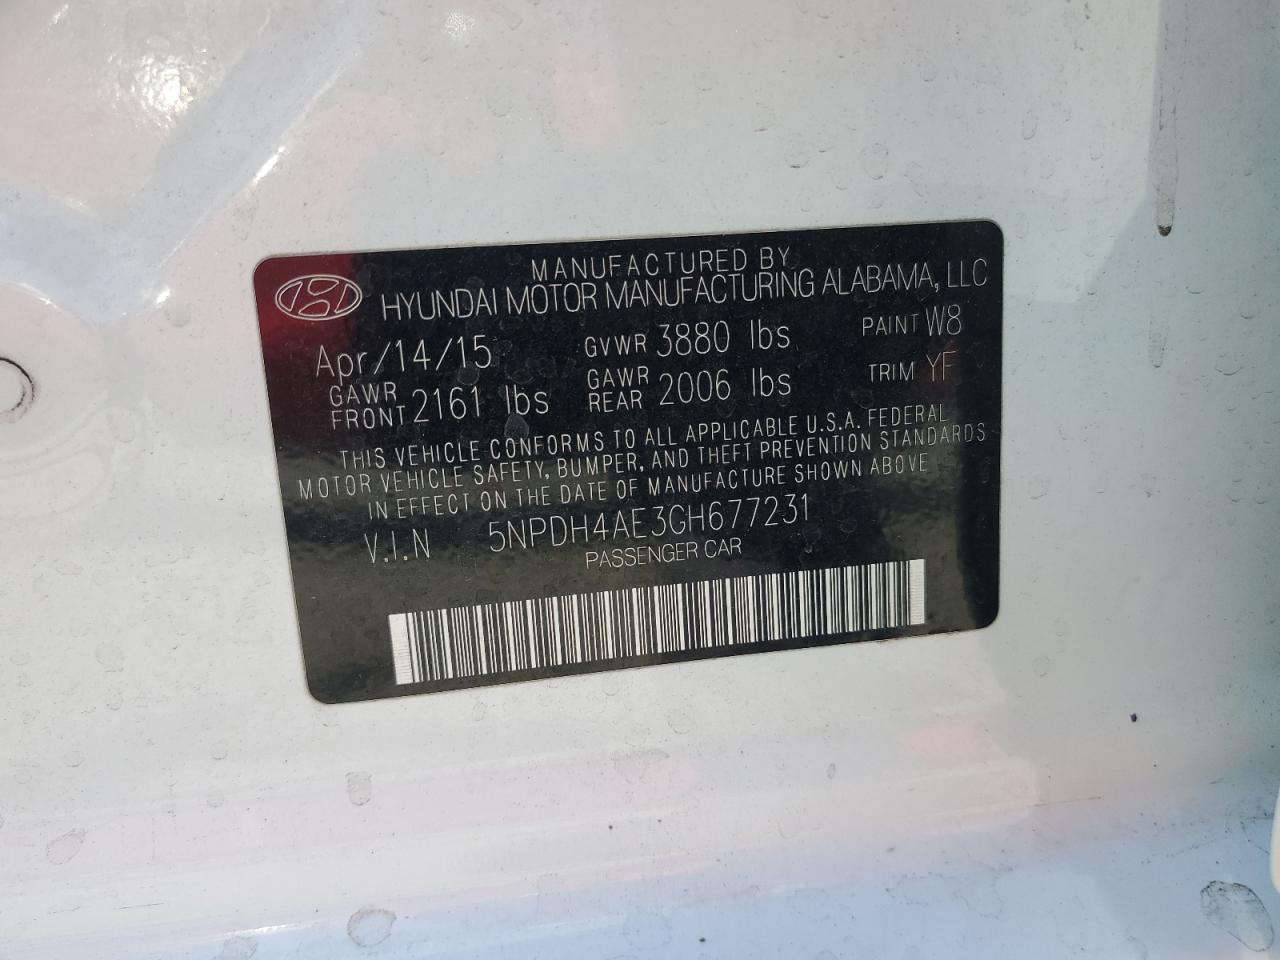 MANUFACTURED BY
HYUNDAI MOTOR MANUFACTURING ALABAMA, LLC
Apr/14/15 GVWR 3880 lbs PAINT W8
GAWR FRONT 2161 lbs GAWR REAR 2006 lbs TRIM YF
THIS VEHICLE CONFORMS TO ALL APPLICABLE U.S.A. FEDERAL
MOTOR VEHICLE SAFETY, BUMPER, AND THEFT PREVENTION STANDARDS
IN EFFECT ON THE DATE OF MANUFACTURE SHOWN ABOVE
V.I.N 5NPDH4AE3GH677231
PASSENGER CAR